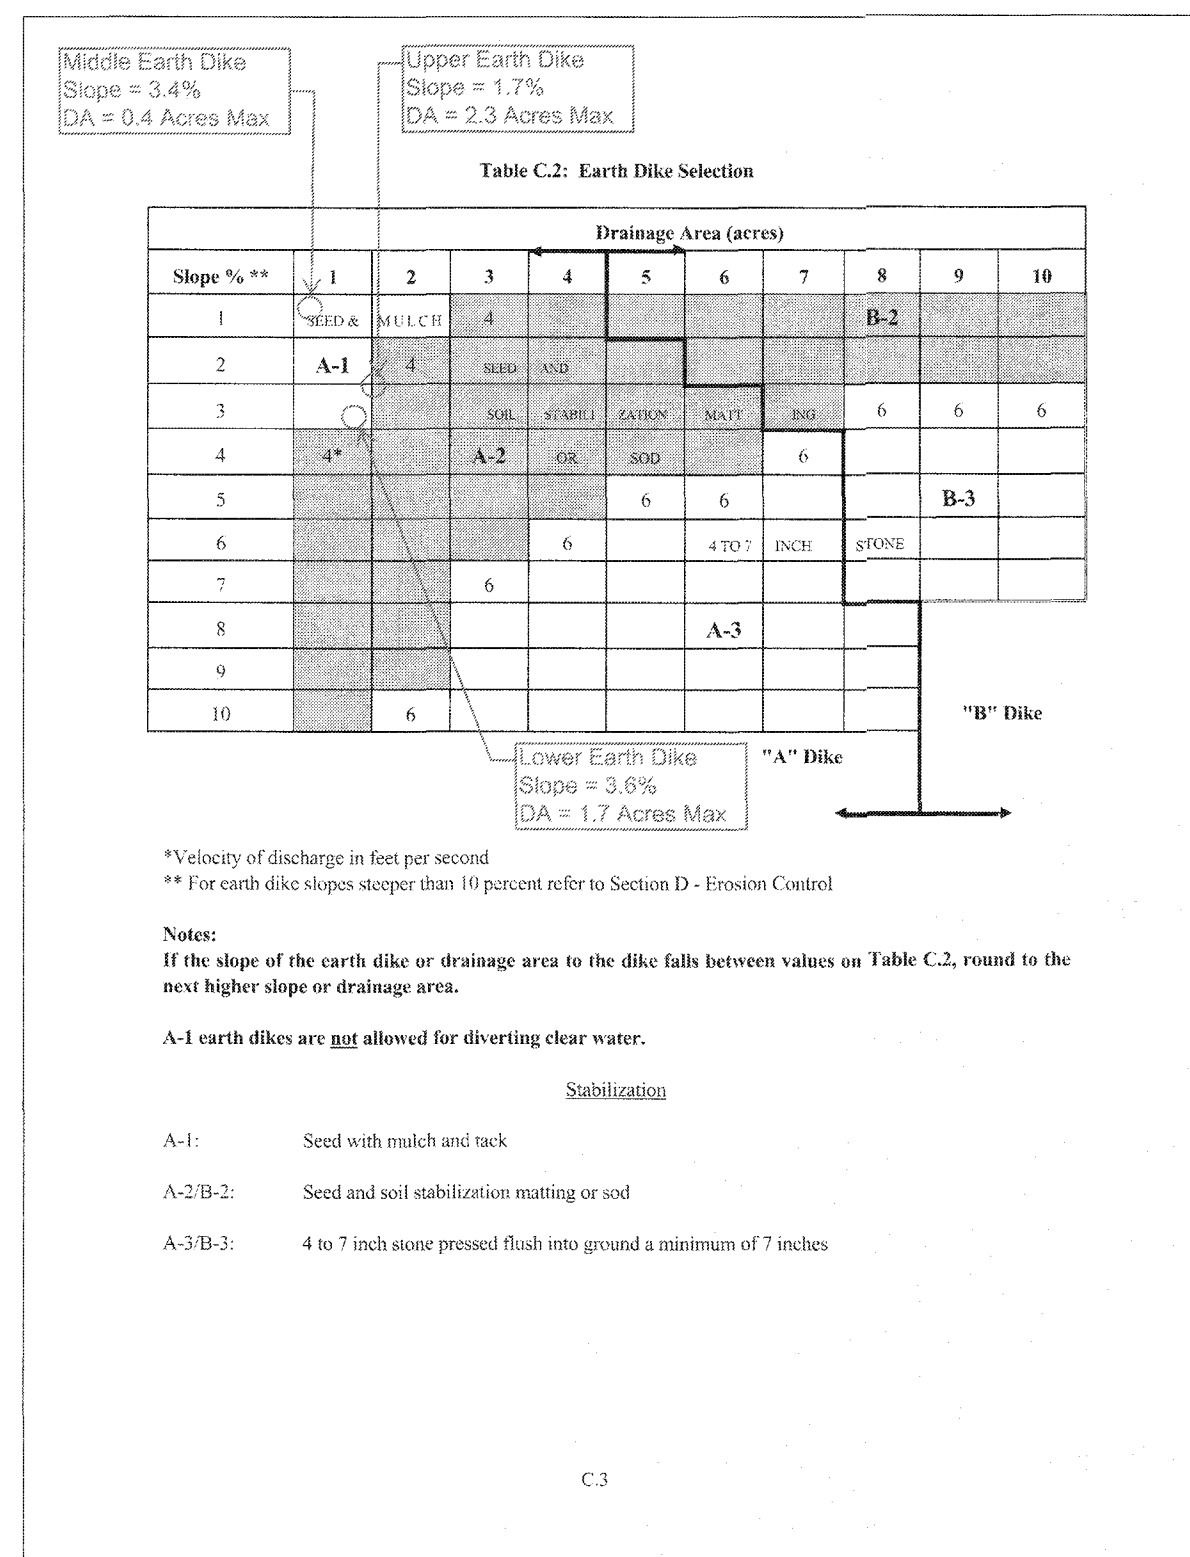 Middle Earth Dike
Slope = 3.4%
DA = 0.4 Acres Max
Upper Earth Dike
Slope = 1.7%
DA = 2.3 Acres Max
Table C.2: Earth Dike Selection
Drainage Area (acres)
Slope % ** 1 2 3 4 5 6 7 8 9 10
1 SEED & MULCH 4 B-2
2 A-1 4 SEED AND
3 SOIL STABILI ZATION MATT ING 6 6 6
4 4* A-2 OR SOD 6
5 6 6 B-3
6 6 4 TO 7 INCH STONE
7 6
8 A-3
9
10 6
"B" Dike
"A" Dike
Lower Earth Dike
Slope = 3.6%
DA = 1.7 Acres Max
*Velocity of discharge in feet per second
** For earth dike slopes steeper than 10 percent refer to Section D - Erosion Control
Notes:
If the slope of the earth dike or drainage area to the dike falls between values on Table C.2, round to the
next higher slope or drainage area.
A-1 earth dikes are not allowed for diverting clear water.
Stabilization
A-1: Seed with mulch and tack
A-2/B-2: Seed and soil stabilization matting or sod
A-3/B-3: 4 to 7 inch stone pressed flush into ground a minimum of 7 inches
C.3